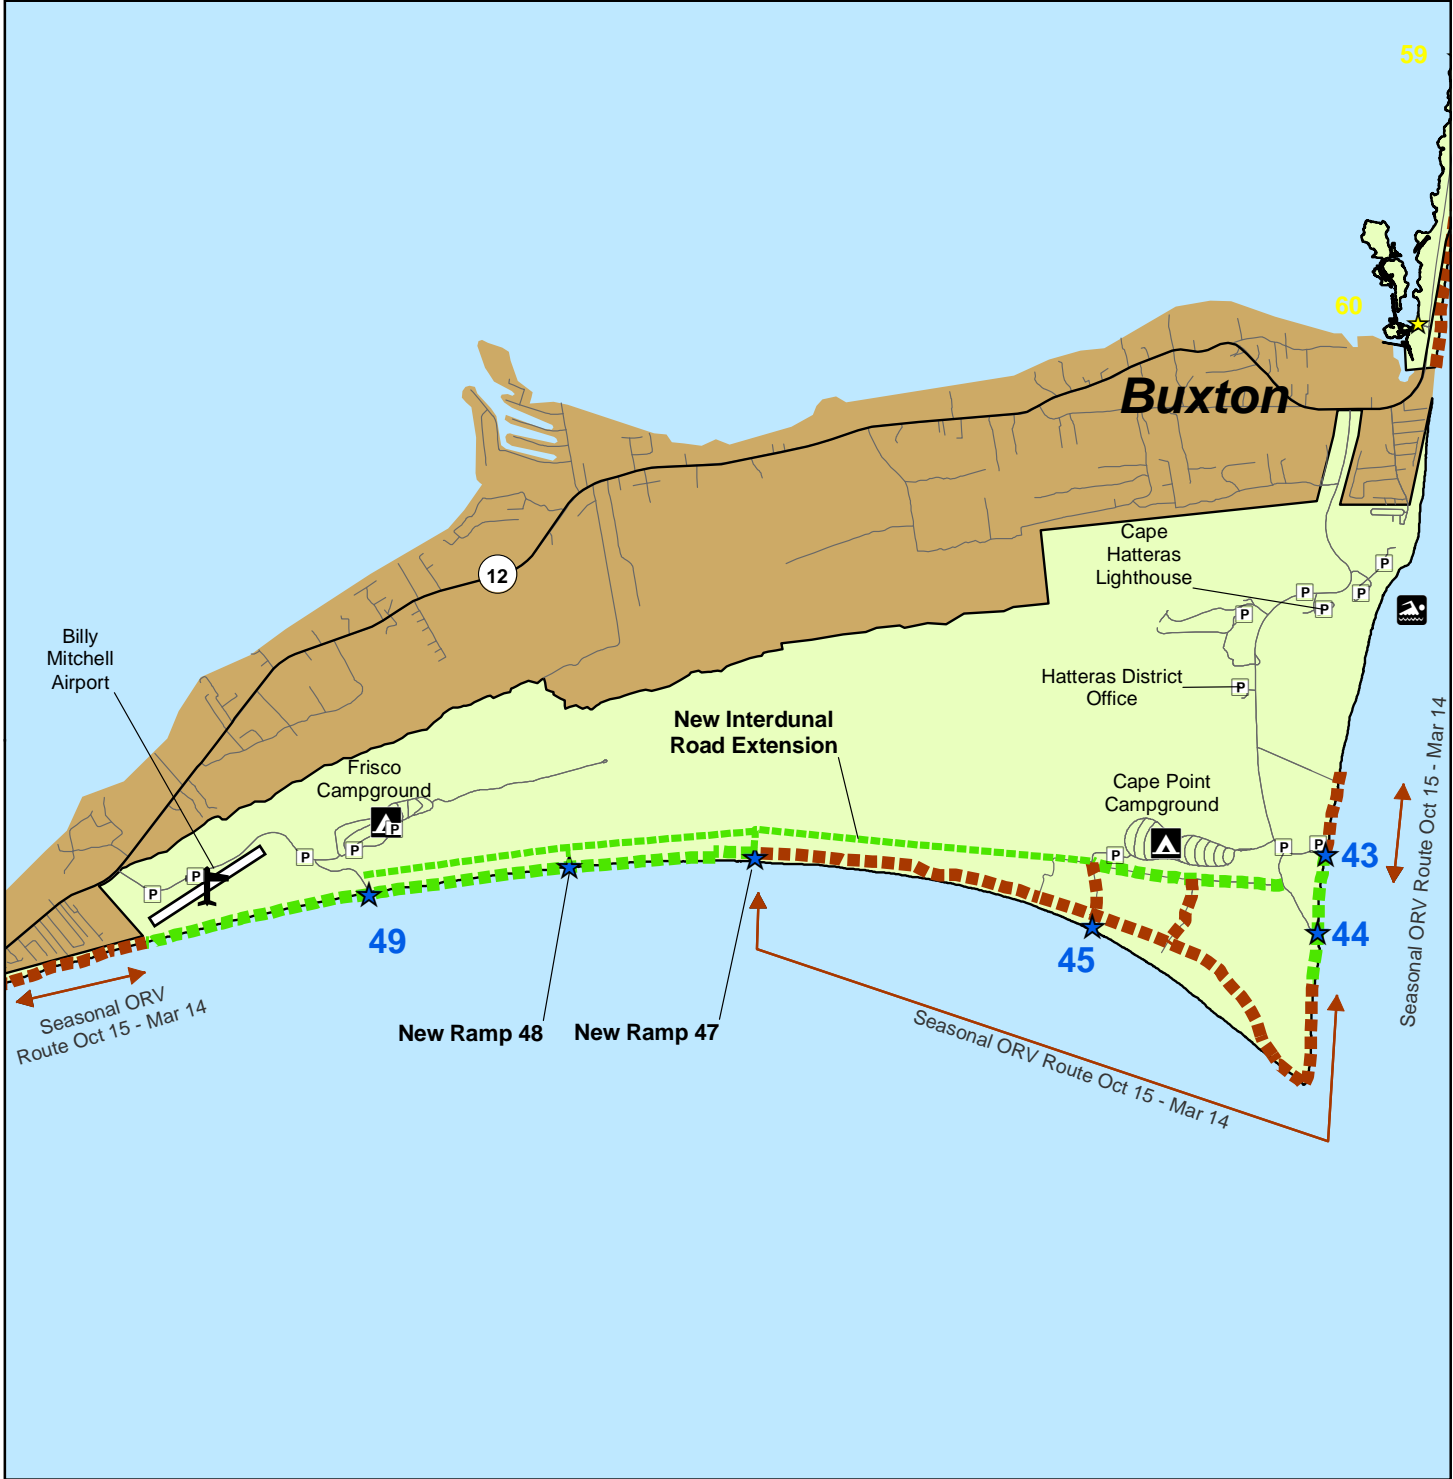 59
60
Buxton
Cape
Hatteras
Lighthouse
12
P
P
P
P
P
Billy
Mitchell
Airport
Hatteras District
Office
P
New Interdunal
Road Extension
Frisco
Campground
Cape Point
Campground
P
P
P
P
P
P
P
P
43
44
45
49
Seasonal ORV Route Oct 15 - Mar 14
Seasonal ORV
Route Oct 15 - Mar 14
New Ramp 48
New Ramp 47
Seasonal ORV Route Oct 15 - Mar 14